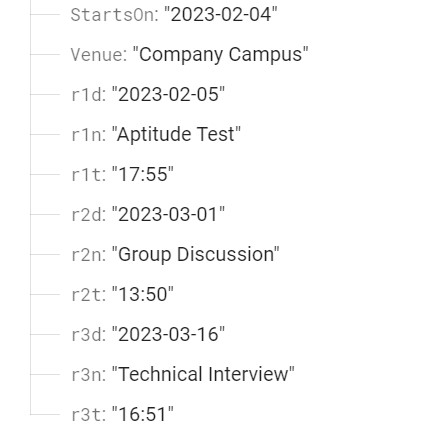 StartsOn: "2023-02-04"
Venue: "Company Campus"
r1d: "2023-02-05"
r1n: "Aptitude Test"
r1t: "17:55"
r2d: "2023-03-01"
r2n: "Group Discussion"
r2t: "13:50"
r3d: "2023-03-16"
r3n: "Technical Interview"
r3t: "16:51"